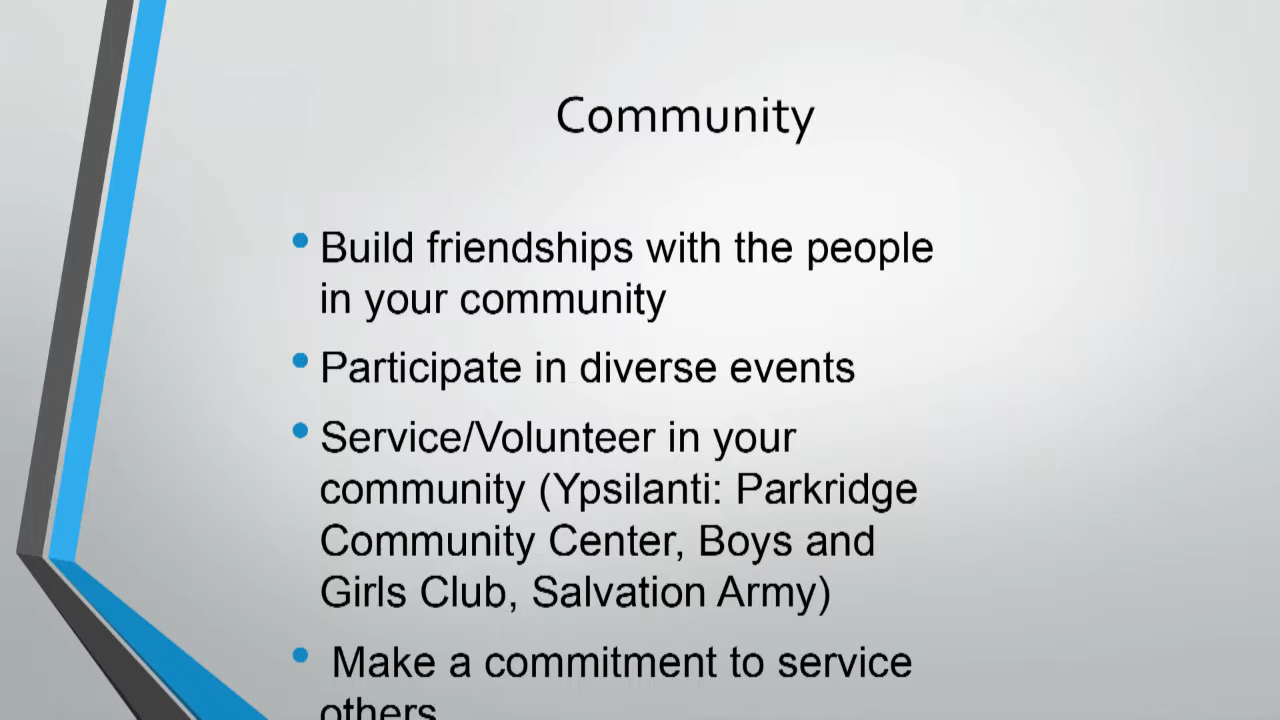 Community
• Build friendships with the people
in your community
• Participate in diverse events
• Service/Volunteer in your
community (Ypsilanti: Parkridge
Community Center, Boys and
Girls Club, Salvation Army)
• Make a commitment to service
others